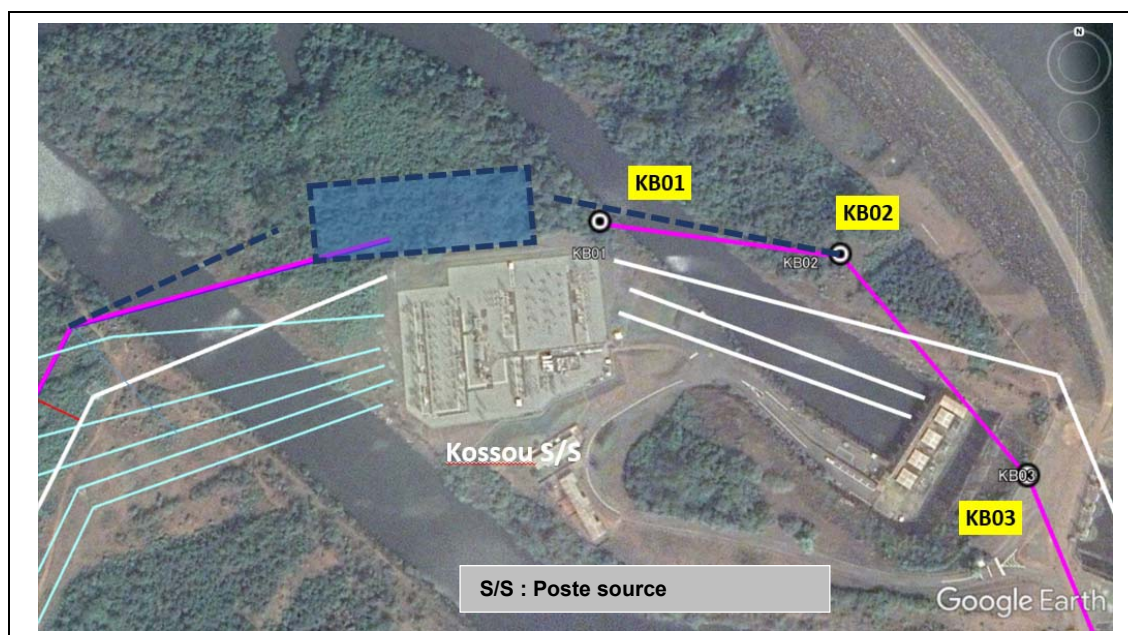 N
KB01
KB02
KB01
KB02
Kossou S/S
KB03
KB03
S/S : Poste source
Google Earth